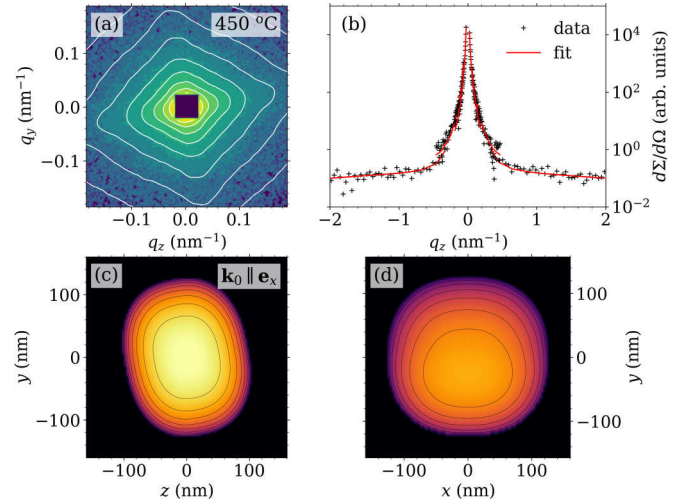 (a) 450 °C
0.1
0.0
−0.1
q_y (nm⁻¹)
−0.1 0.0 0.1
q_z (nm⁻¹)
(b)
+ data
fit
10⁴
10²
10⁰
10⁻²
dΣ/dΩ (arb. units)
−2 −1 0 1 2
q_z (nm⁻¹)
(c) k₀ ∥ eₓ
100
0
−100
y (nm)
−100 0 100
z (nm)
(d)
100
0
−100
y (nm)
−100 0 100
x (nm)